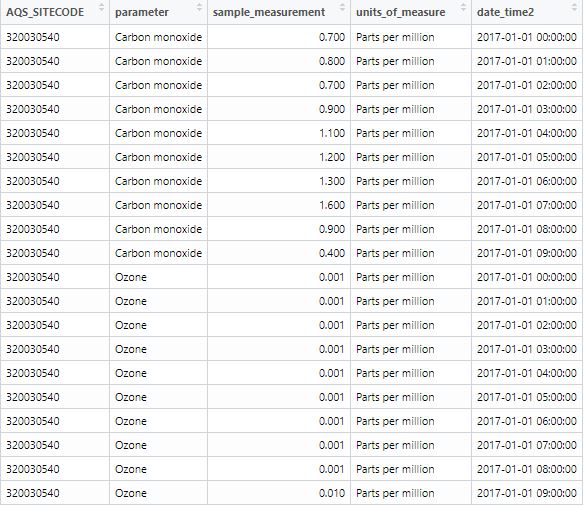 AQS_SITECODE parameter sample_measurement units_of_measure date_time2
320030540 Carbon monoxide 0.700 Parts per million 2017-01-01 00:00:00
320030540 Carbon monoxide 0.800 Parts per million 2017-01-01 01:00:00
320030540 Carbon monoxide 0.700 Parts per million 2017-01-01 02:00:00
320030540 Carbon monoxide 0.900 Parts per million 2017-01-01 03:00:00
320030540 Carbon monoxide 1.100 Parts per million 2017-01-01 04:00:00
320030540 Carbon monoxide 1.200 Parts per million 2017-01-01 05:00:00
320030540 Carbon monoxide 1.300 Parts per million 2017-01-01 06:00:00
320030540 Carbon monoxide 1.600 Parts per million 2017-01-01 07:00:00
320030540 Carbon monoxide 0.900 Parts per million 2017-01-01 08:00:00
320030540 Carbon monoxide 0.400 Parts per million 2017-01-01 09:00:00
320030540 Ozone 0.001 Parts per million 2017-01-01 00:00:00
320030540 Ozone 0.001 Parts per million 2017-01-01 01:00:00
320030540 Ozone 0.001 Parts per million 2017-01-01 02:00:00
320030540 Ozone 0.001 Parts per million 2017-01-01 03:00:00
320030540 Ozone 0.001 Parts per million 2017-01-01 04:00:00
320030540 Ozone 0.001 Parts per million 2017-01-01 05:00:00
320030540 Ozone 0.001 Parts per million 2017-01-01 06:00:00
320030540 Ozone 0.001 Parts per million 2017-01-01 07:00:00
320030540 Ozone 0.001 Parts per million 2017-01-01 08:00:00
320030540 Ozone 0.010 Parts per million 2017-01-01 09:00:00